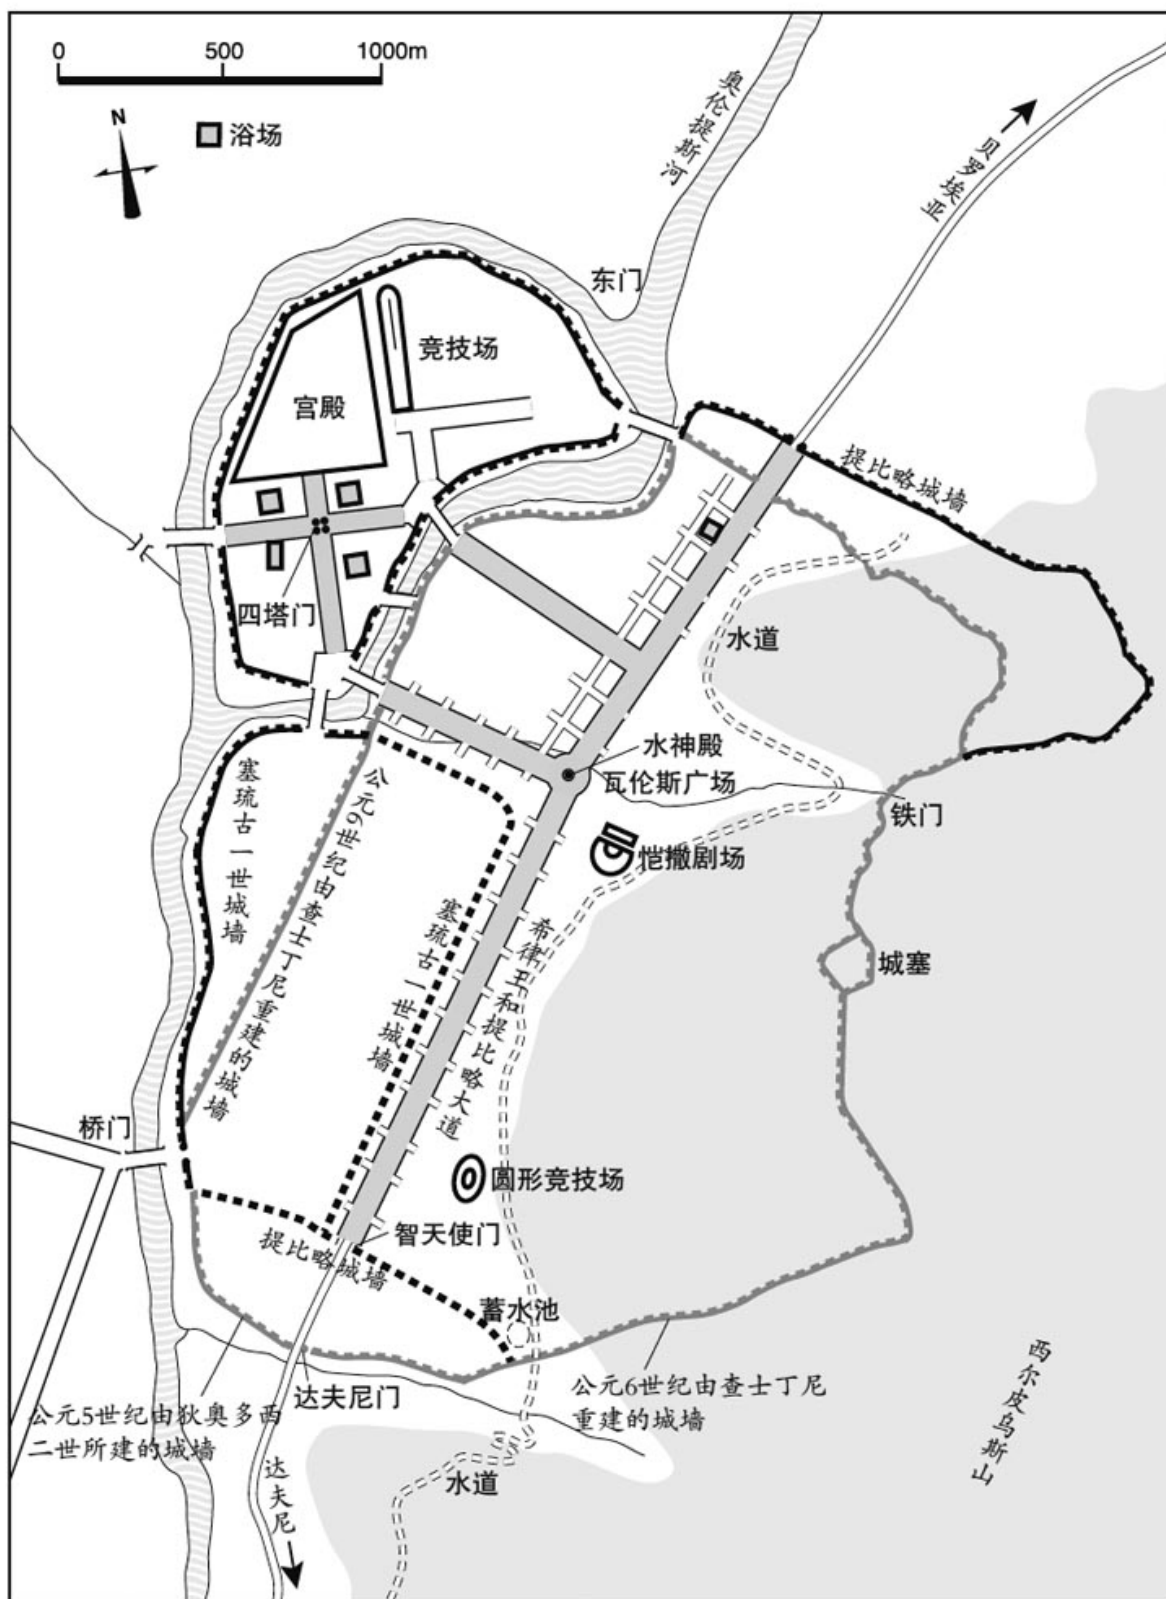 0 500 1000m
N
浴场
奥伦提斯河
贝罗埃亚
东门
竞技场
宫殿
提比略城墙
四塔门
水道
水神殿
瓦伦斯广场
铁门
塞琉古一世城墙
公元6世纪由查士丁尼重建的城墙
恺撒剧场
塞琉古一世城墙
希律王和提比略大道
城塞
桥门
圆形竞技场
智天使门
提比略城墙
蓄水池
达夫尼门
公元5世纪由狄奥多西
二世所建的城墙
公元6世纪由查士丁尼
重建的城墙
西尔皮乌斯山
达夫尼
水道